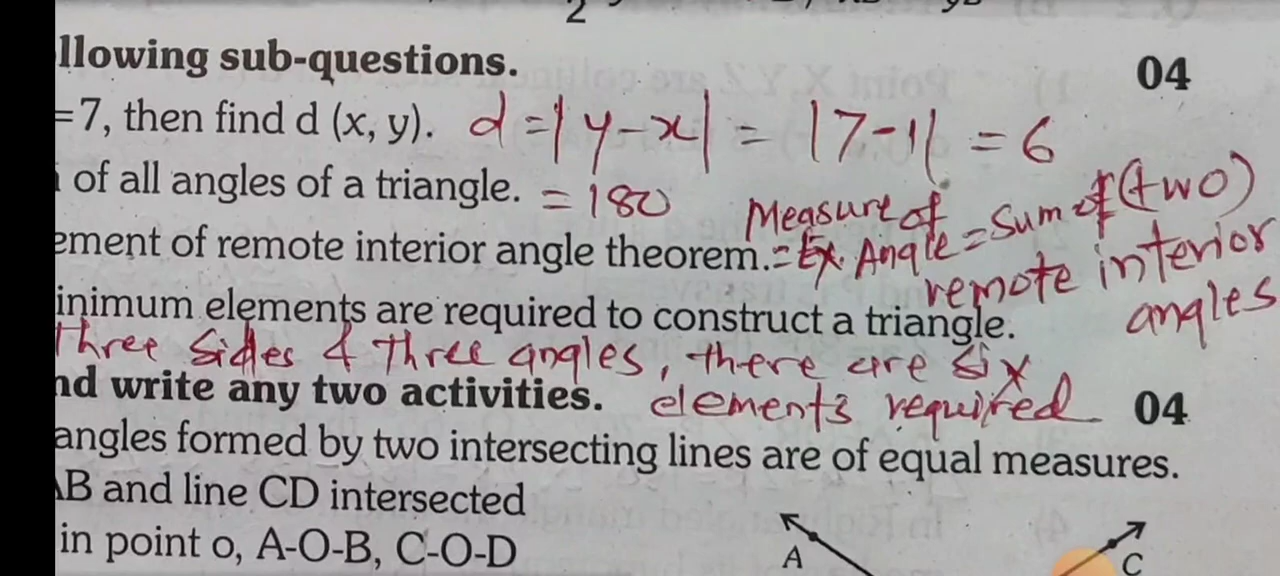 2
llowing sub-questions. 04
=7, then find d (x, y). d = |y-x| = |7-1| = 6
of all angles of a triangle. = 180
Measure of = Sum of (two)
ement of remote interior angle theorem.= Ex. Angle remote interior
angles
inimum elements are required to construct a triangle.
three sides & three angles, there are six
nd write any two activities. elements required 04
angles formed by two intersecting lines are of equal measures.
AB and line CD intersected
in point o, A-O-B, C-O-D
A C